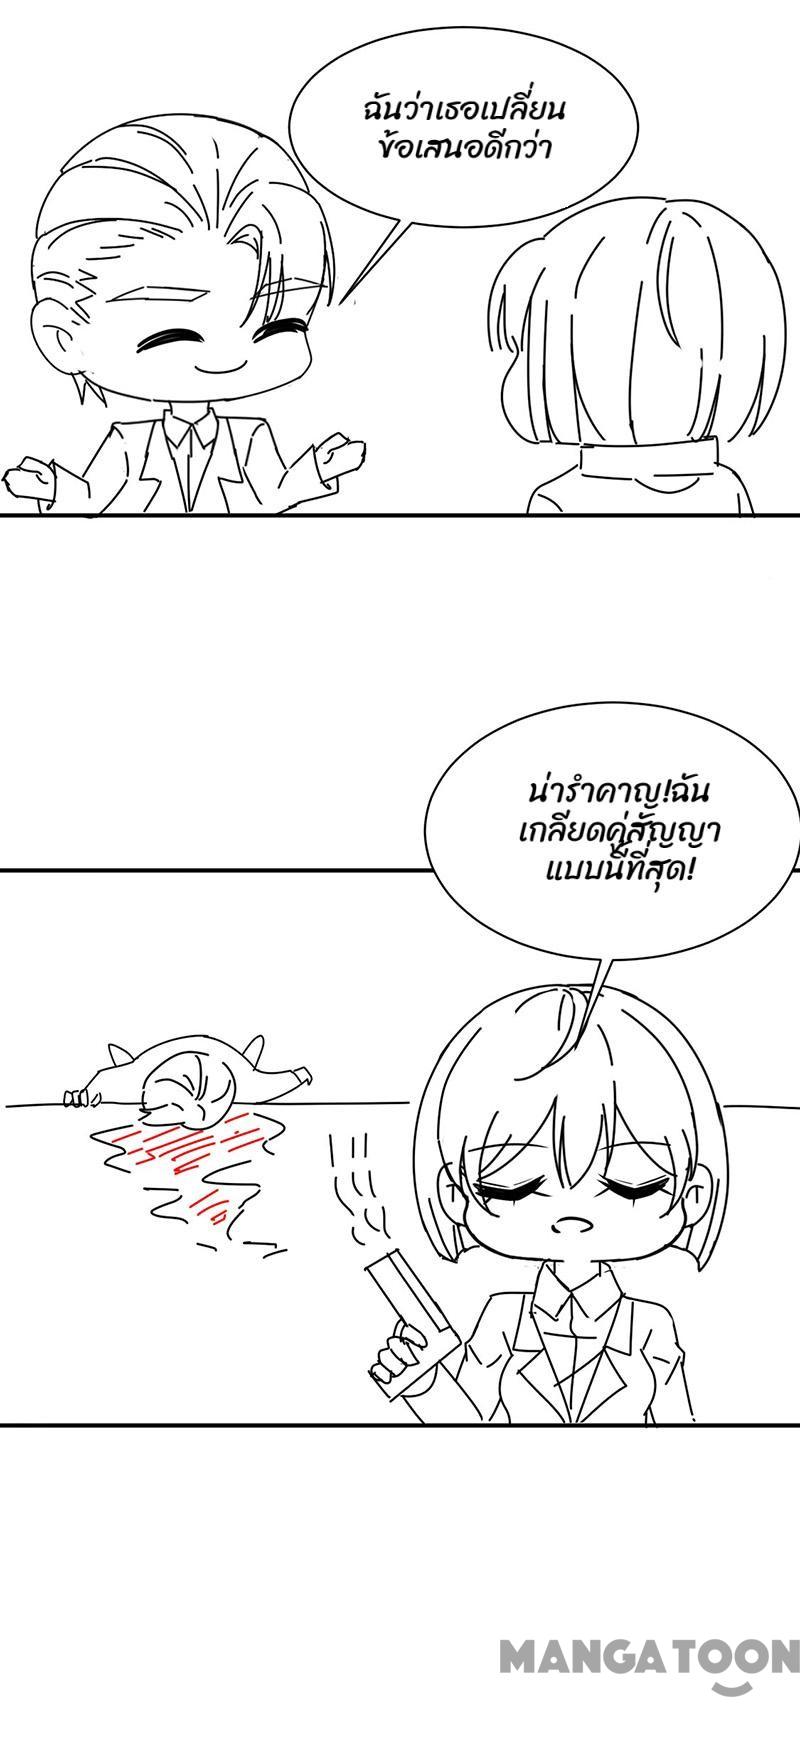 ฉันว่าเธอเปลี่ยน
ข้อเสนอดีกว่า
น่ารำคาญ!ฉัน
เกลียดคู่สัญญา
แบบนี้ที่สุด!
MANGATOON